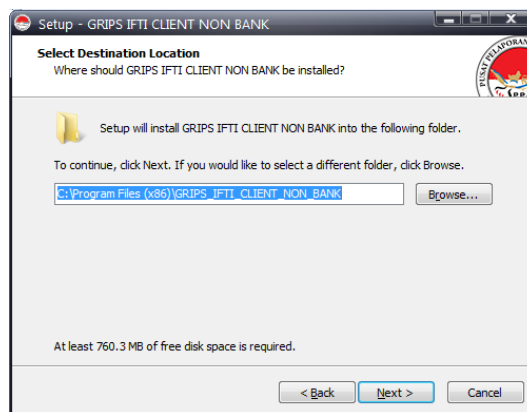 Setup - GRIPS IFTI CLIENT NON BANK
Select Destination Location
Where should GRIPS IFTI CLIENT NON BANK be installed?
PUSAT PELAPORAN
Setup will install GRIPS IFTI CLIENT NON BANK into the following folder.
To continue, click Next. If you would like to select a different folder, click Browse.
C:\Program Files (x86)\GRIPS_IFTI_CLIENT_NON_BANK
Browse...
At least 760.3 MB of free disk space is required.
< Back
Next >
Cancel